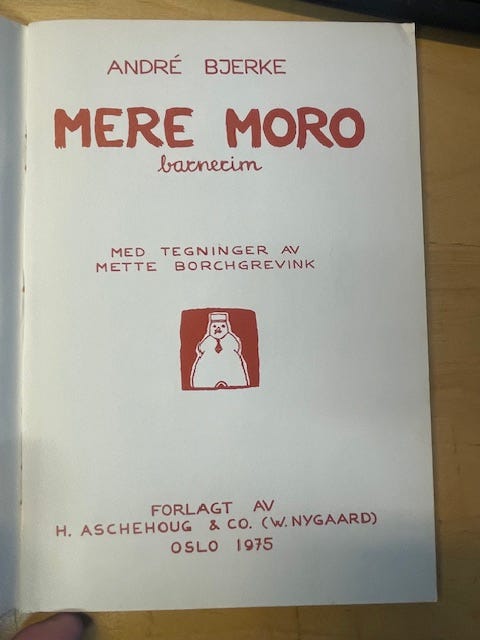 ANDRÉ BJERKE
MERE MORO
barnerim
MED TEGNINGER AV
METTE BORCHGREVINK
FORLAGT AV
H. ASCHEHOUG & CO. (W. NYGAARD)
OSLO 1975